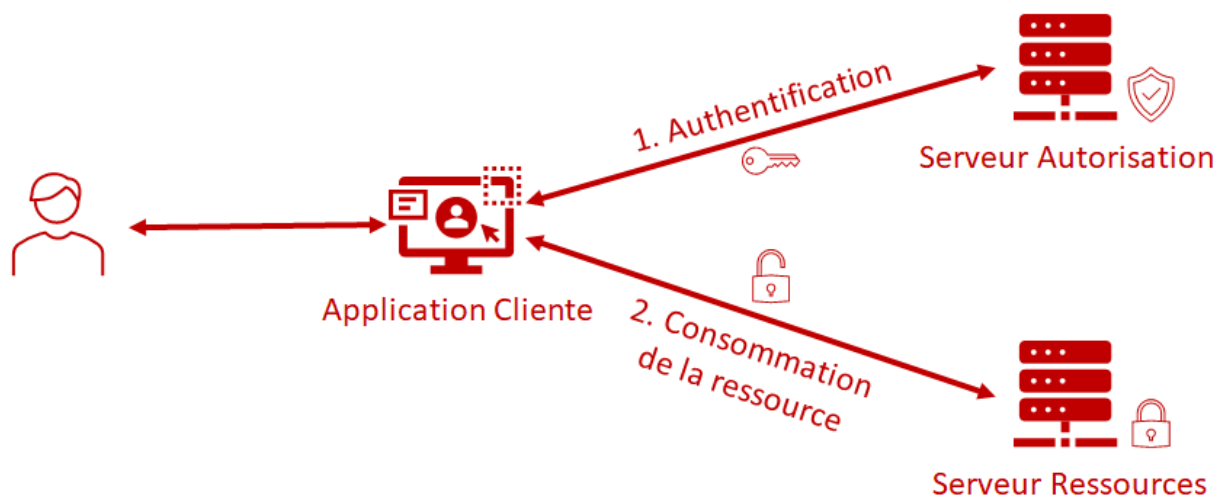 1. Authentification
Serveur Autorisation
Application Cliente
2. Consommation
de la ressource
Serveur Ressources